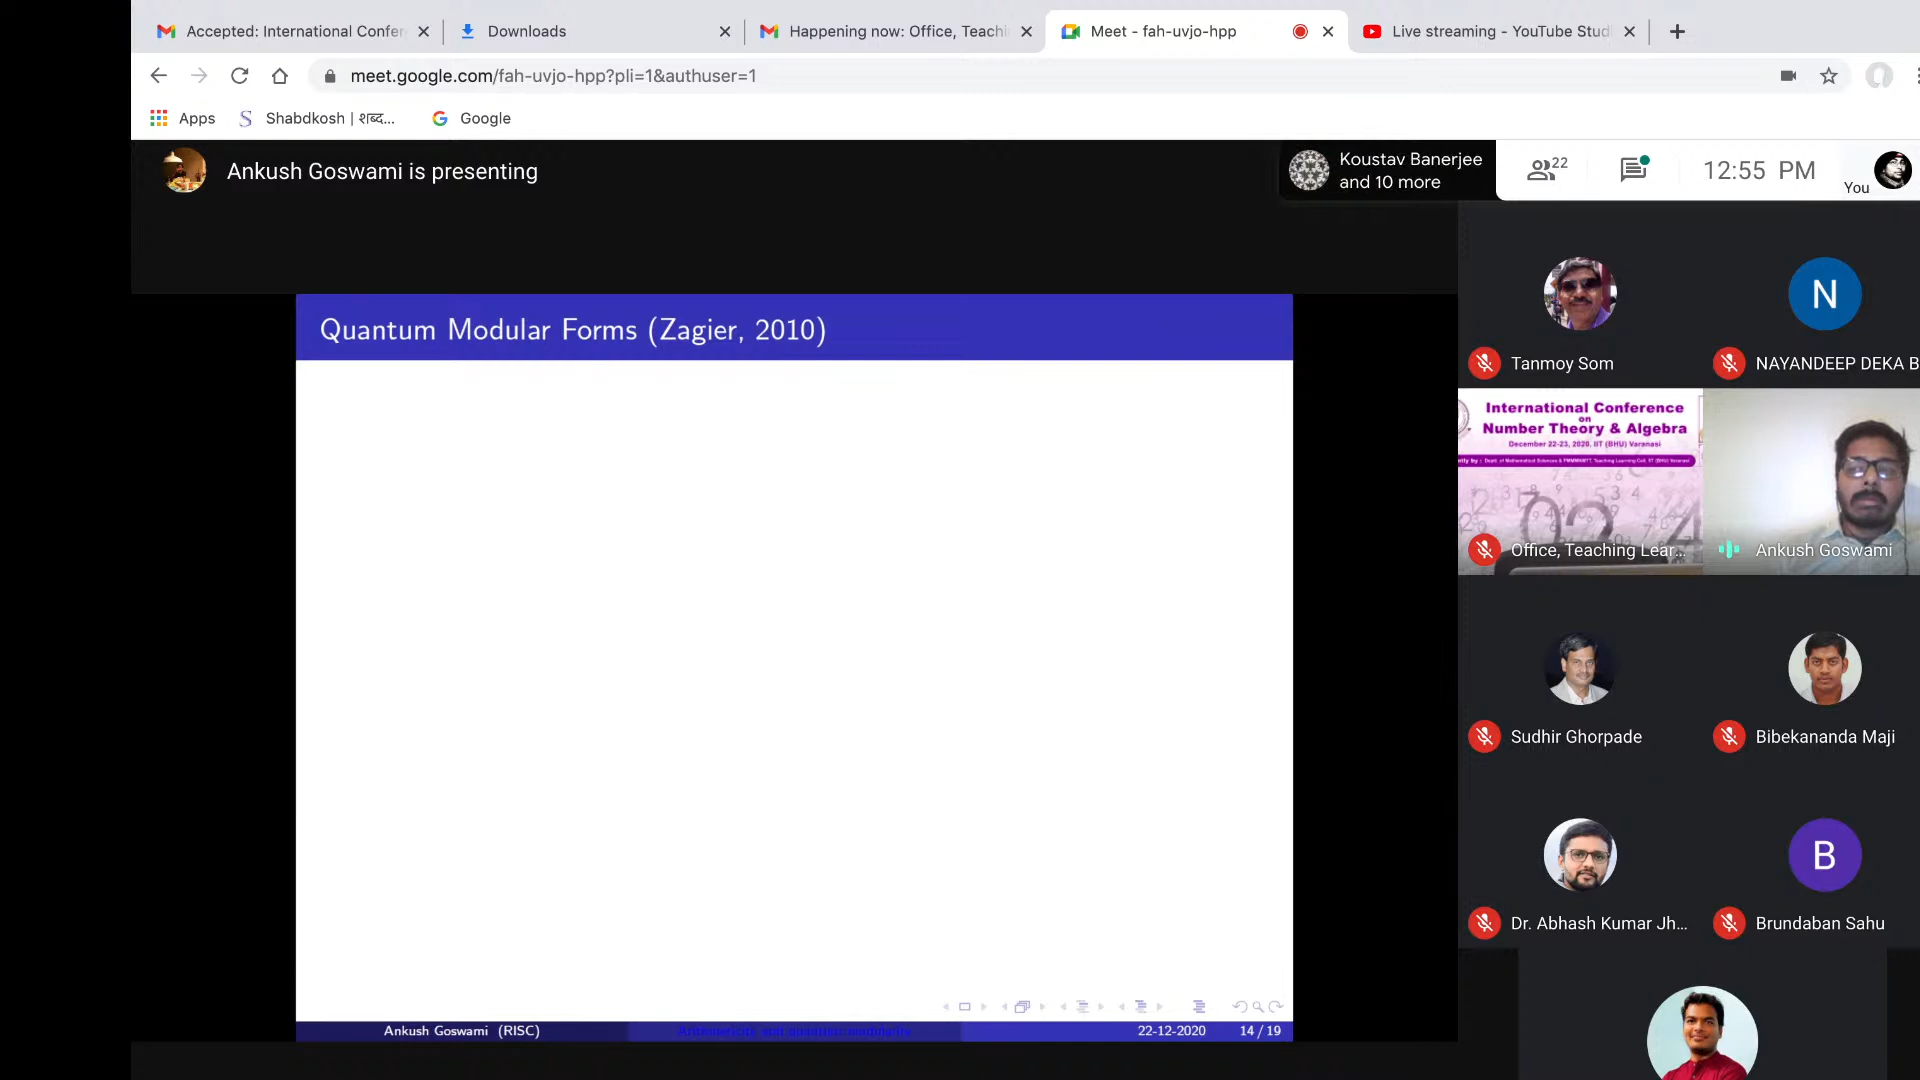 Accepted: International Confer
Downloads
Happening now: Office, Teachi
Meet - fah-uvjo-hpp
Live streaming - YouTube Studi
meet.google.com/fah-uvjo-hpp?pli=1&authuser=1
Apps
Shabdkosh | शब्द...
Google
Ankush Goswami is presenting
Koustav Banerjee
and 10 more
22
12:55 PM
You
Quantum Modular Forms (Zagier, 2010)
Tanmoy Som
N
NAYANDEEP DEKA B
International Conference
on
Number Theory & Algebra
December 22-23, 2020, IIT (BHU) Varanasi
Office, Teaching Lear...
Ankush Goswami
Sudhir Ghorpade
Bibekananda Maji
Dr. Abhash Kumar Jh...
B
Brundaban Sahu
Ankush Goswami (RISC)
22-12-2020
14 / 19